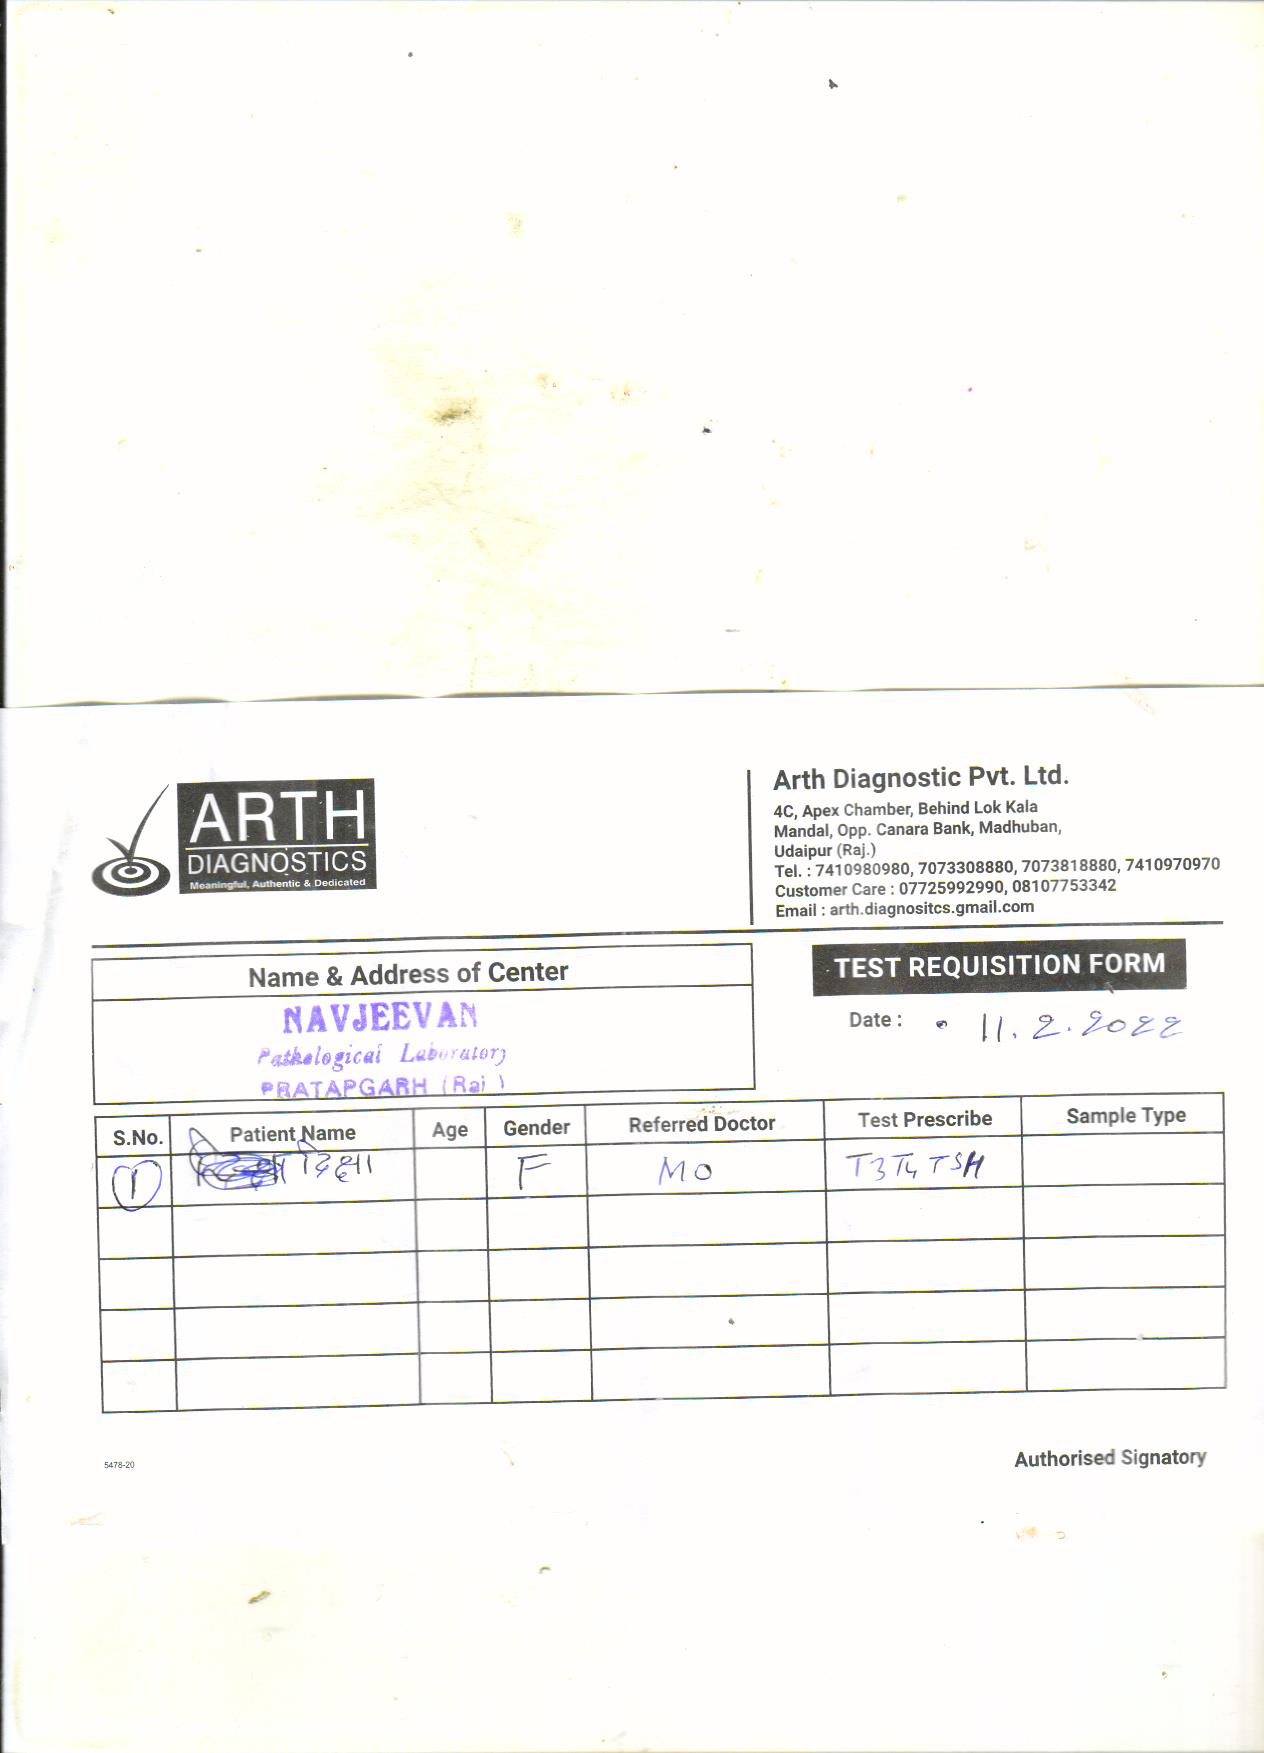 ARTH
DIAGNOSTICS
Meaningful, Authentic & Dedicated
Arth Diagnostic Pvt. Ltd.
4C, Apex Chamber, Behind Lok Kala
Mandal, Opp. Canara Bank, Madhuban,
Udaipur (Raj.)
Tel. : 7410980980, 7073308880, 7073818880, 7410970970
Customer Care : 07725992990, 08107753342
Email : arth.diagnositcs.gmail.com
Name & Address of Center
NAVJEEVAN
Pathological Laboratory
PRATAPGARH (Raj)
TEST REQUISITION FORM
Date : 11.2.2022
S.No. Patient Name Age Gender Referred Doctor Test Prescribe Sample Type
1 F MO T3 T4 TSH
5478-20
Authorised Signatory